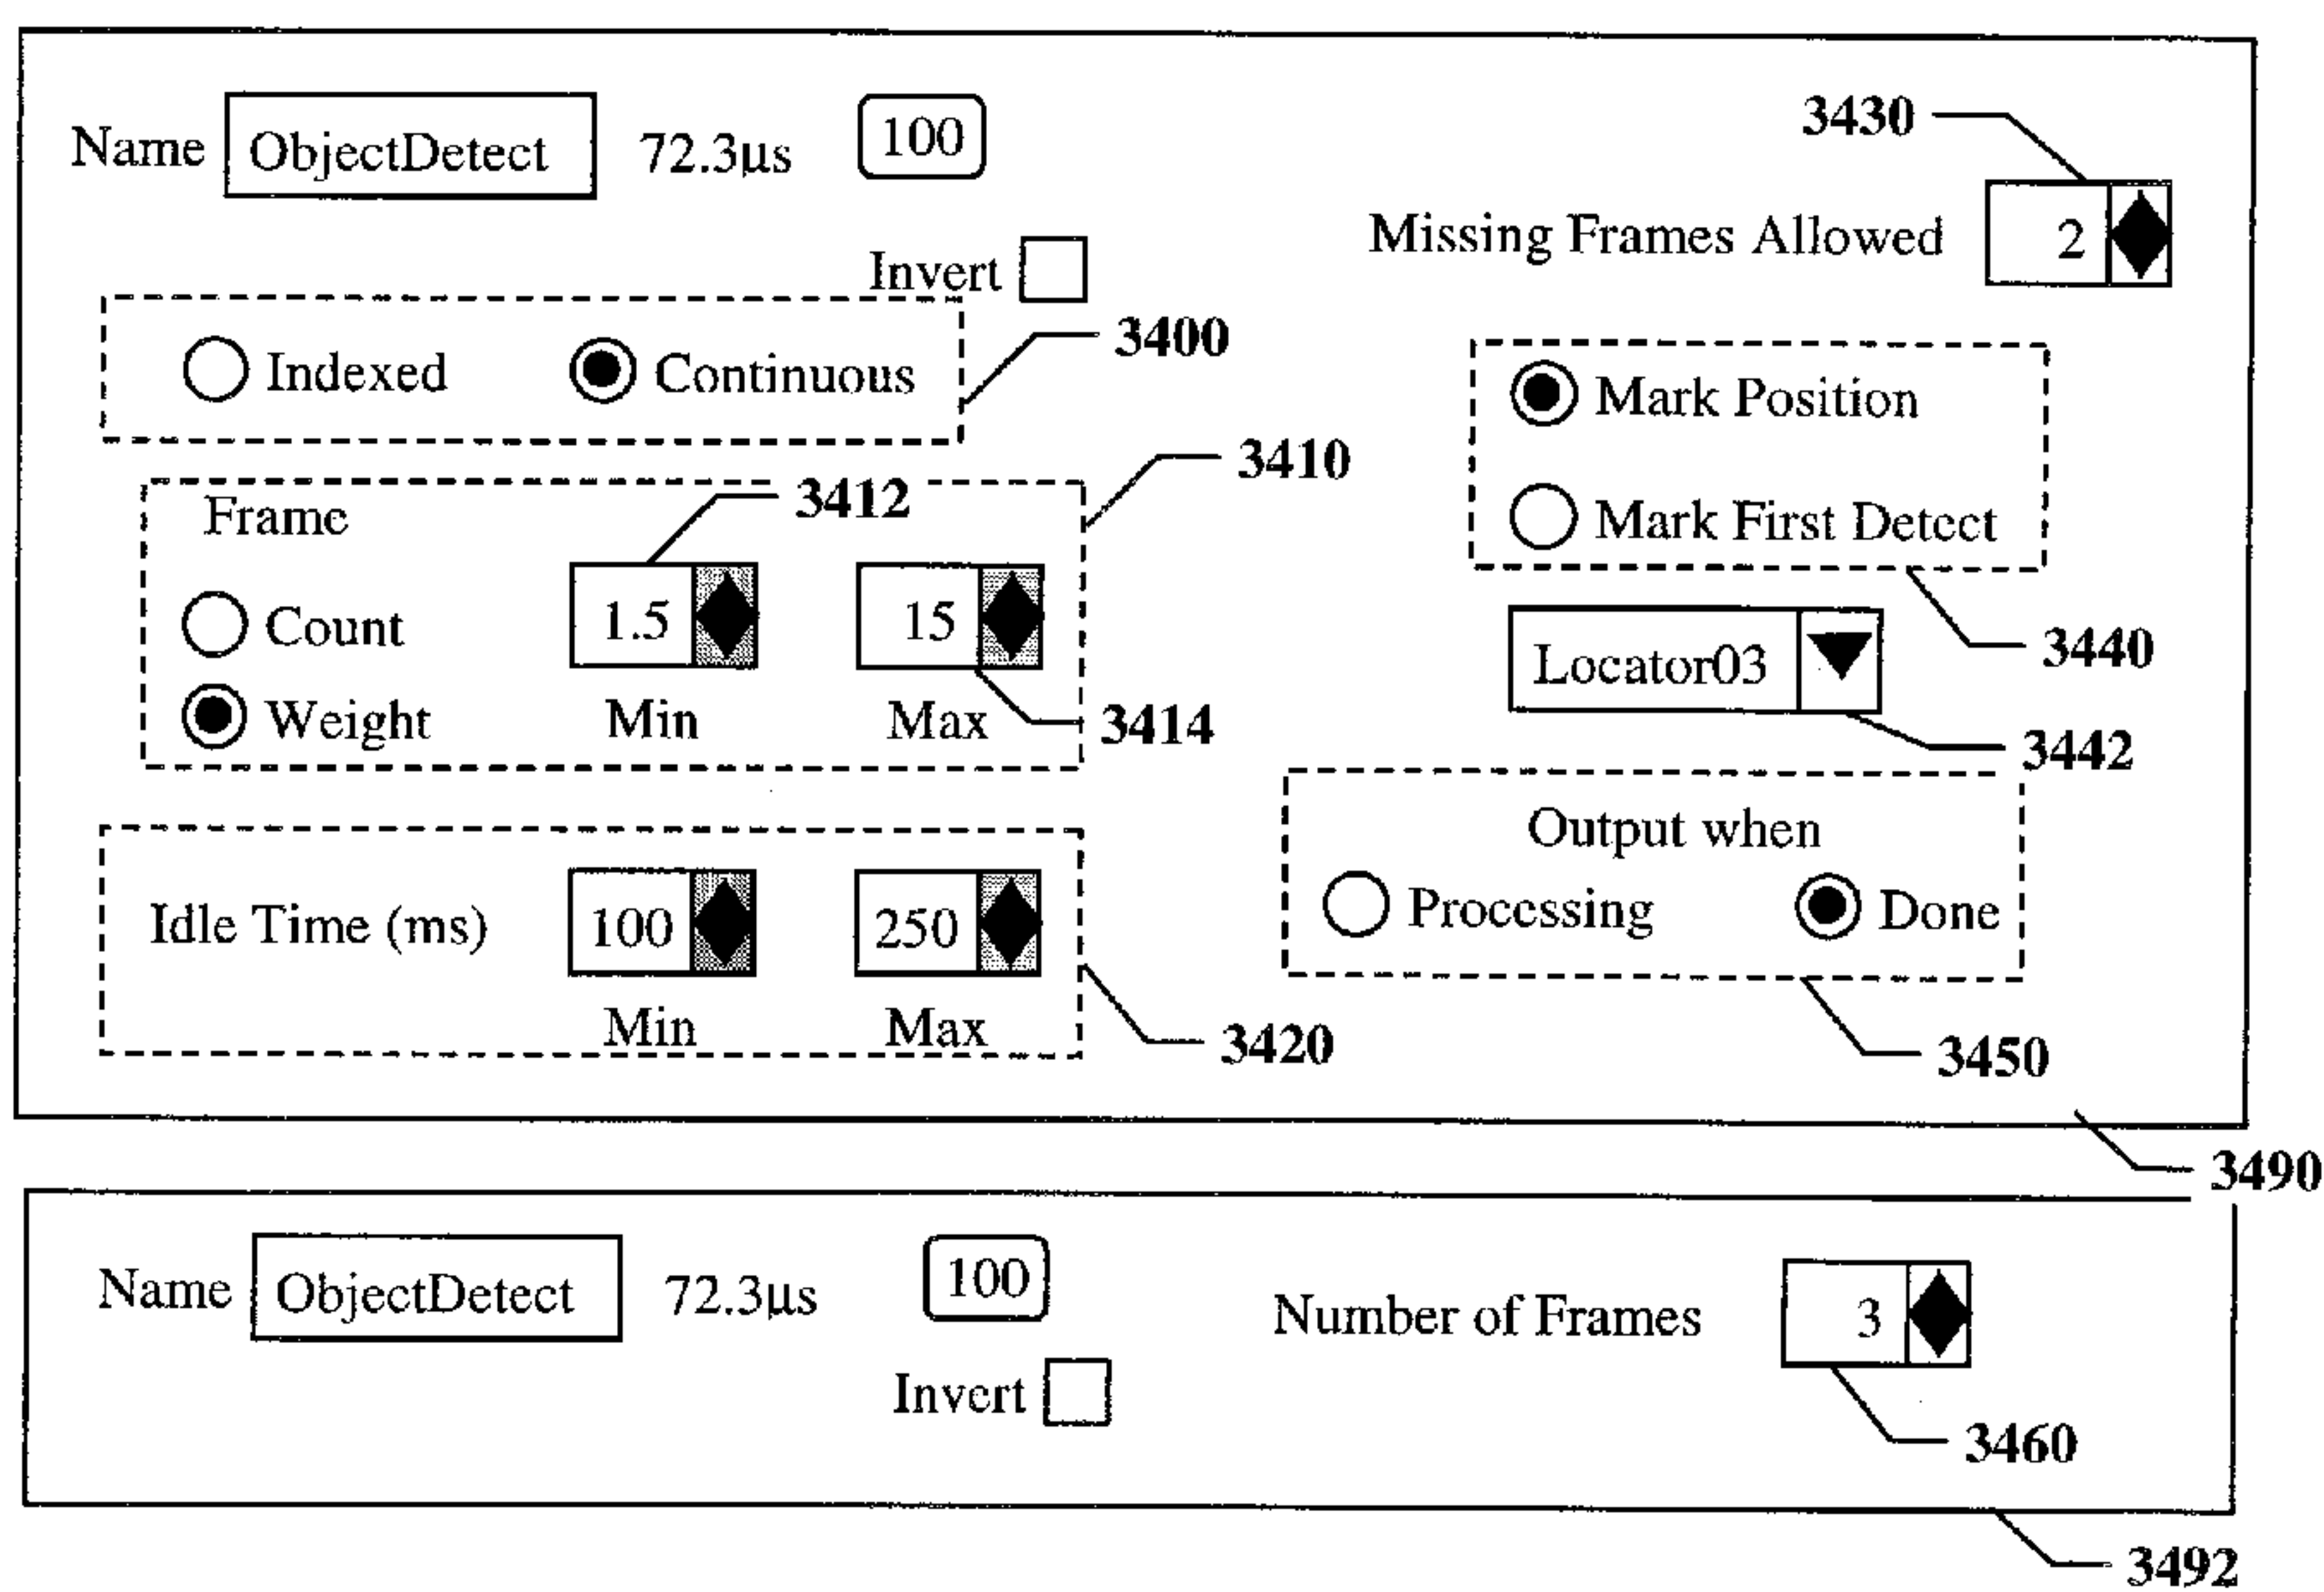 Name ObjectDetect 72.3µs 100
3430
Missing Frames Allowed 2
Invert
3400
Indexed Continuous
Mark Position
3410
Frame
3412
Mark First Detect
1.5 15
Count
3440
Locator03
Weight Min Max
3414
3442
Output when
Idle Time (ms) 100 250
Processing Done
Min Max
3420
3450
3490
Name ObjectDetect 72.3µs 100
Number of Frames 3
Invert
3460
3492